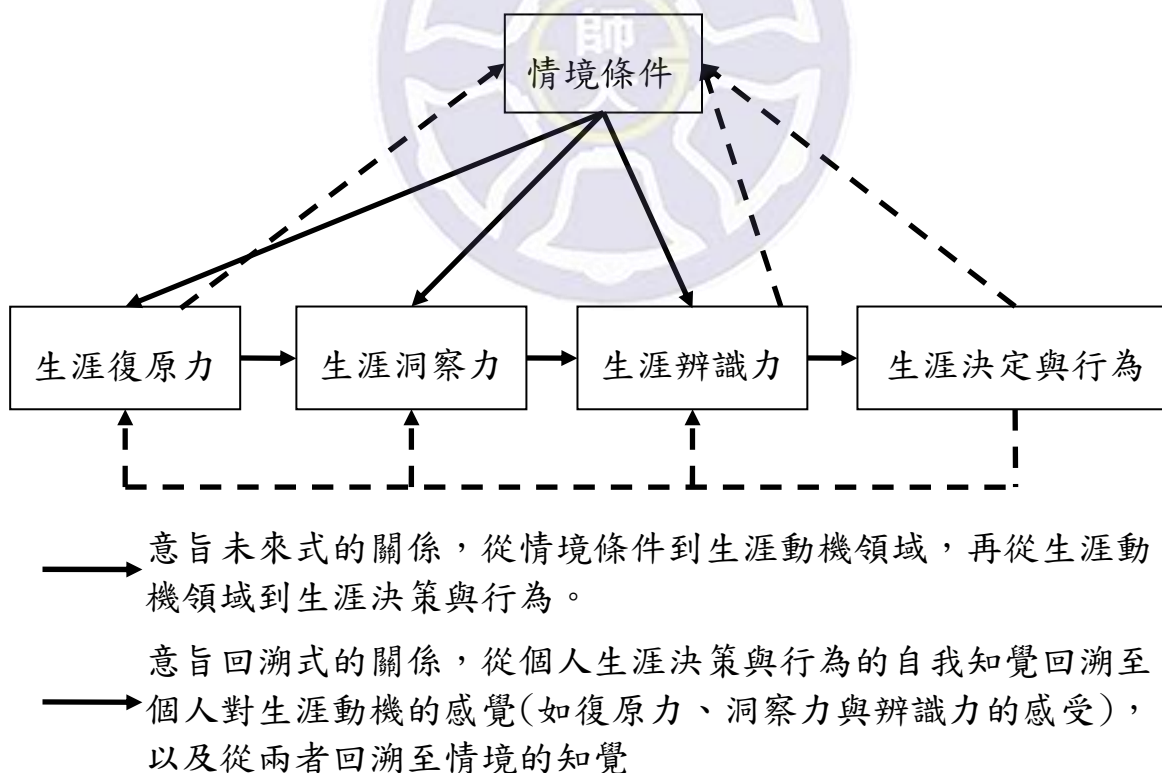 師
大
情境條件
生涯復原力
生涯洞察力
生涯辨識力
生涯決定與行為
意旨未來式的關係，從情境條件到生涯動機領域，再從生涯動
機領域到生涯決策與行為。
意旨回溯式的關係，從個人生涯決策與行為的自我知覺回溯至
個人對生涯動機的感覺(如復原力、洞察力與辨識力的感受)，
以及從兩者回溯至情境的知覺